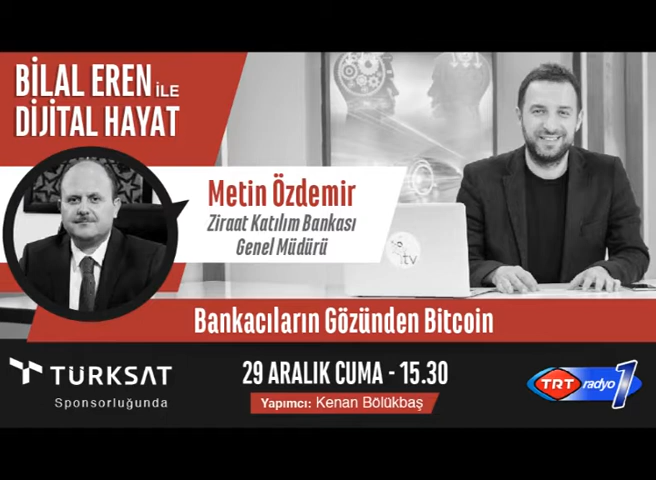 BİLAL EREN İLE
DİJİTAL HAYAT
Metin Özdemir
Ziraat Katılım Bankası
Genel Müdürü
tv
Bankacıların Gözünden Bitcoin
TÜRKSAT
Sponsorluğunda
29 ARALIK CUMA - 15.30
Yapımcı: Kenan Bölükbaş
TRT radyo 1